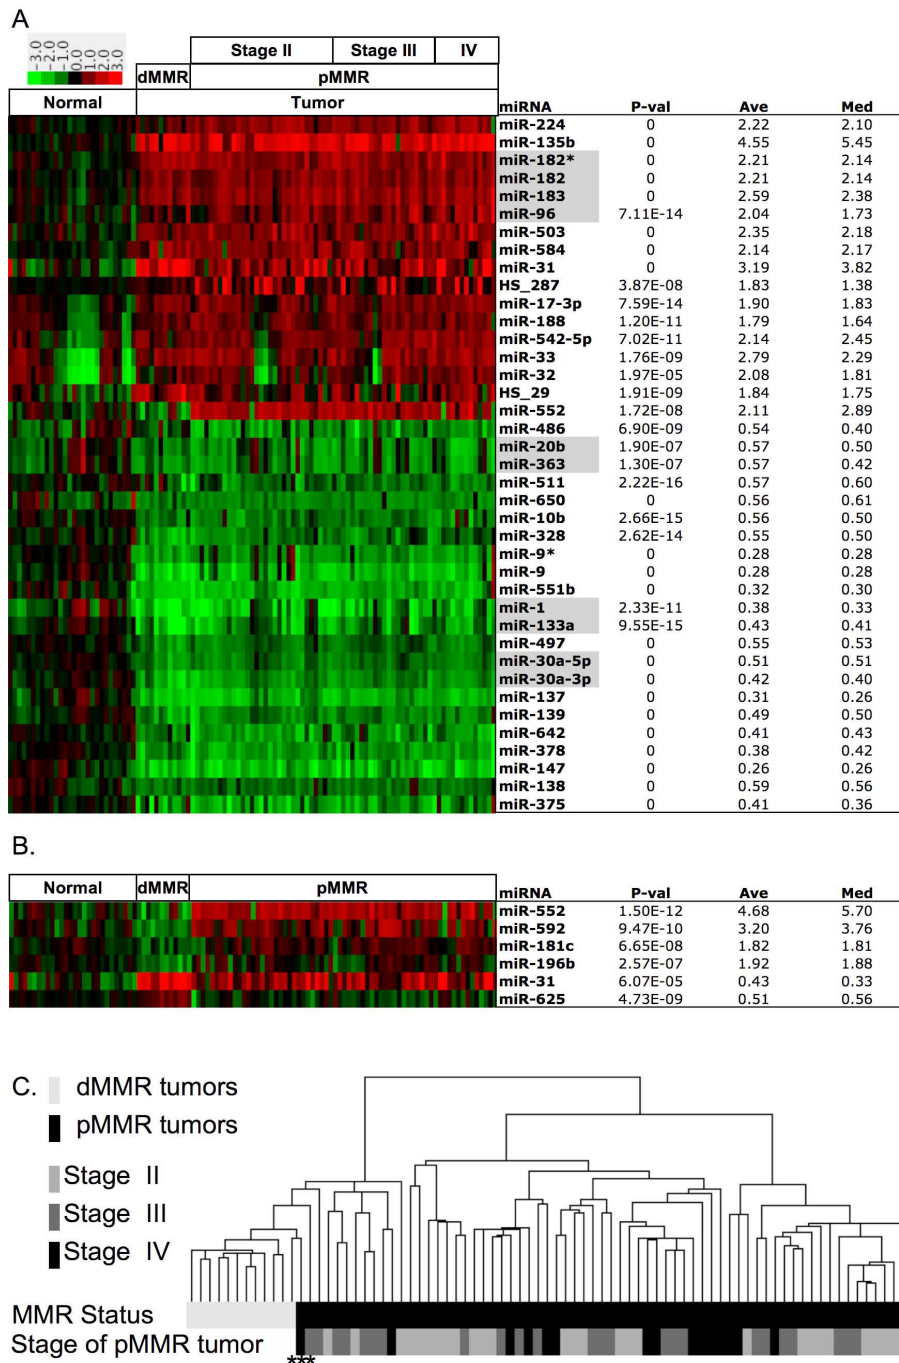 A
-3.0 -2.0 -1.0 0.0 1.0 2.0 3.0
Stage II Stage III IV
dMMR pMMR
Normal Tumor
miRNA P-val Ave Med
miR-224 0 2.22 2.10
miR-135b 0 4.55 5.45
miR-182* 0 2.21 2.14
miR-182 0 2.21 2.14
miR-183 0 2.59 2.38
miR-96 7.11E-14 2.04 1.73
miR-503 0 2.35 2.18
miR-584 0 2.14 2.17
miR-31 0 3.19 3.82
HS_287 3.87E-08 1.83 1.38
miR-17-3p 7.59E-14 1.90 1.83
miR-188 1.20E-11 1.79 1.64
miR-542-5p 7.02E-11 2.14 2.45
miR-33 1.76E-09 2.79 2.29
miR-32 1.97E-05 2.08 1.81
HS_29 1.91E-09 1.84 1.75
miR-552 1.72E-08 2.11 2.89
miR-486 6.90E-09 0.54 0.40
miR-20b 1.90E-07 0.57 0.50
miR-363 1.30E-07 0.57 0.42
miR-511 2.22E-16 0.57 0.60
miR-650 0 0.56 0.61
miR-10b 2.66E-15 0.56 0.50
miR-328 2.62E-14 0.55 0.50
miR-9* 0 0.28 0.28
miR-9 0 0.28 0.28
miR-551b 0 0.32 0.30
miR-1 2.33E-11 0.38 0.33
miR-133a 9.55E-15 0.43 0.41
miR-497 0 0.55 0.53
miR-30a-5p 0 0.51 0.51
miR-30a-3p 0 0.42 0.40
miR-137 0 0.31 0.26
miR-139 0 0.49 0.50
miR-642 0 0.41 0.43
miR-378 0 0.38 0.42
miR-147 0 0.26 0.26
miR-138 0 0.59 0.56
miR-375 0 0.41 0.36
B.
Normal dMMR pMMR
miRNA P-val Ave Med
miR-552 1.50E-12 4.68 5.70
miR-592 9.47E-10 3.20 3.76
miR-181c 6.65E-08 1.82 1.81
miR-196b 2.57E-07 1.92 1.88
miR-31 6.07E-05 0.43 0.33
miR-625 4.73E-09 0.51 0.56
C.
dMMR tumors
pMMR tumors
Stage II
Stage III
Stage IV
MMR Status
Stage of pMMR tumor
***